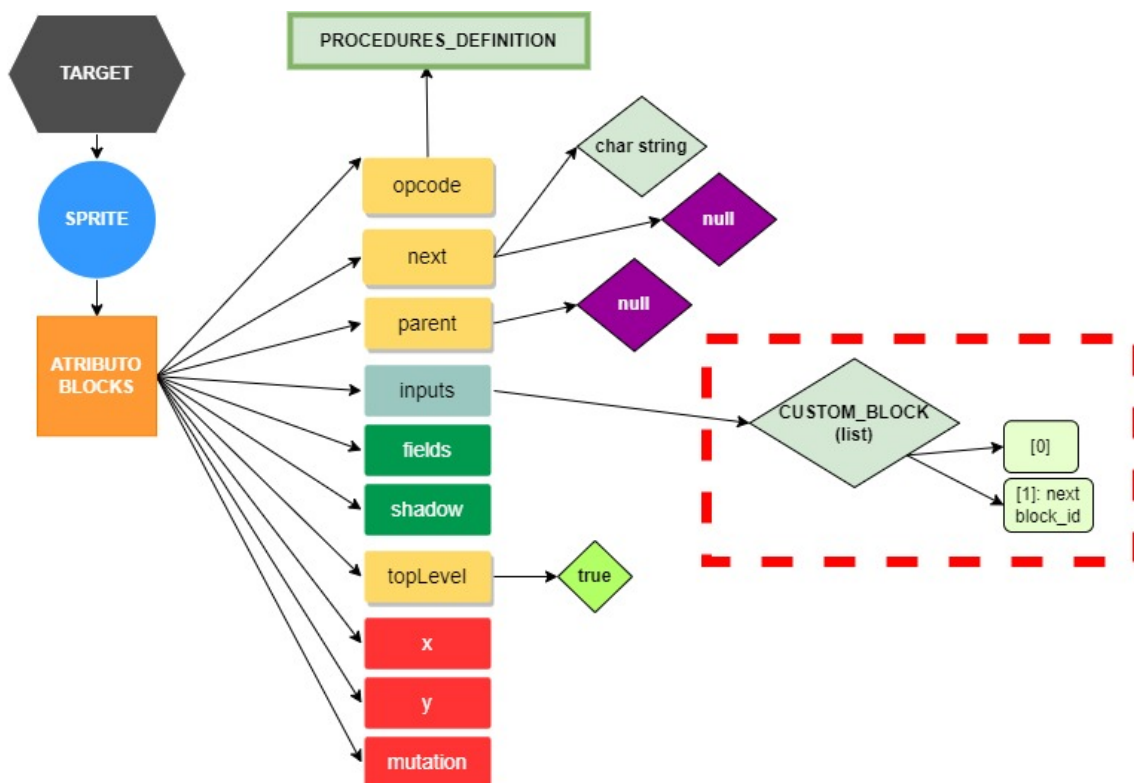 TARGET
PROCEDURES_DEFINITION
char string
opcode
SPRITE
null
next
null
parent
ATRIBUTO
BLOCKS
inputs
CUSTOM_BLOCK
(list)
[0]
fields
[1]: next
block_id
shadow
topLevel
true
x
y
mutation